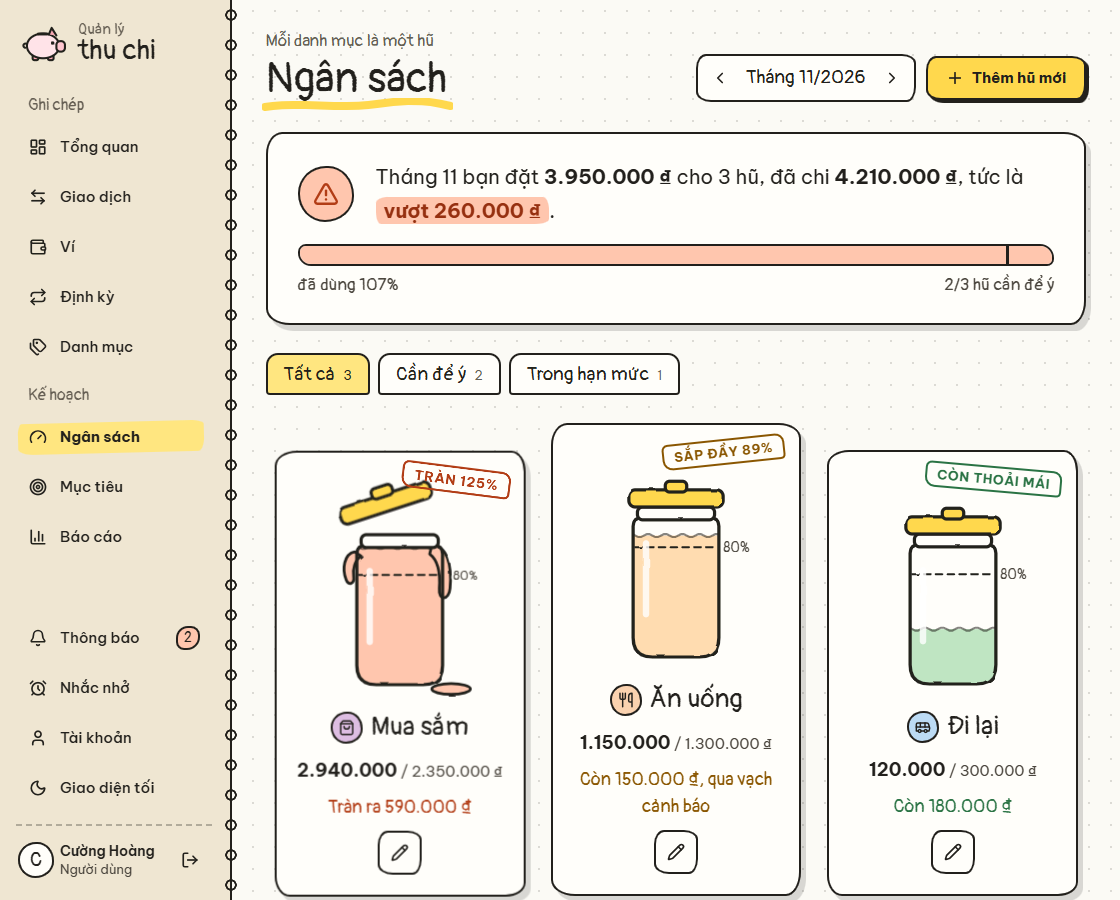 Quản lý
thu chi
Ghi chép
Tổng quan
Giao dịch
Ví
Định kỳ
Danh mục
Kế hoạch
Ngân sách
Mục tiêu
Báo cáo
Thông báo 2
Nhắc nhở
Tài khoản
Giao diện tối
C
Cường Hoàng
Người dùng
Mỗi danh mục là một hũ
Ngân sách
Tháng 11/2026
Thêm hũ mới
Tháng 11 bạn đặt 3.950.000 ₫ cho 3 hũ, đã chi 4.210.000 ₫, tức là
vượt 260.000 ₫.
đã dùng 107%
2/3 hũ cần để ý
Tất cả 3
Cần để ý 2
Trong hạn mức 1
TRÀN 125%
80%
Mua sắm
2.940.000 / 2.350.000 ₫
Tràn ra 590.000 ₫
SẮP ĐẦY 89%
80%
Ăn uống
1.150.000 / 1.300.000 ₫
Còn 150.000 ₫, qua vạch
cảnh báo
CÒN THOẢI MÁI
80%
Đi lại
120.000 / 300.000 ₫
Còn 180.000 ₫